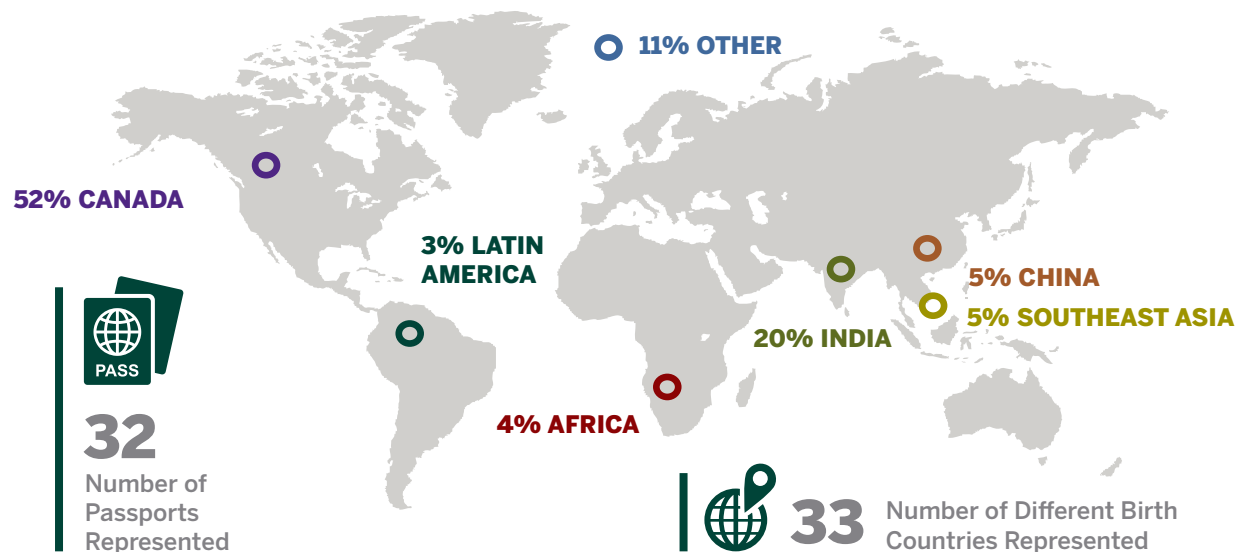 11% OTHER
52% CANADA
3% LATIN
AMERICA
5% CHINA
5% SOUTHEAST ASIA
20% INDIA
4% AFRICA
PASS
32
Number of
Passports
Represented
33
Number of Different Birth
Countries Represented